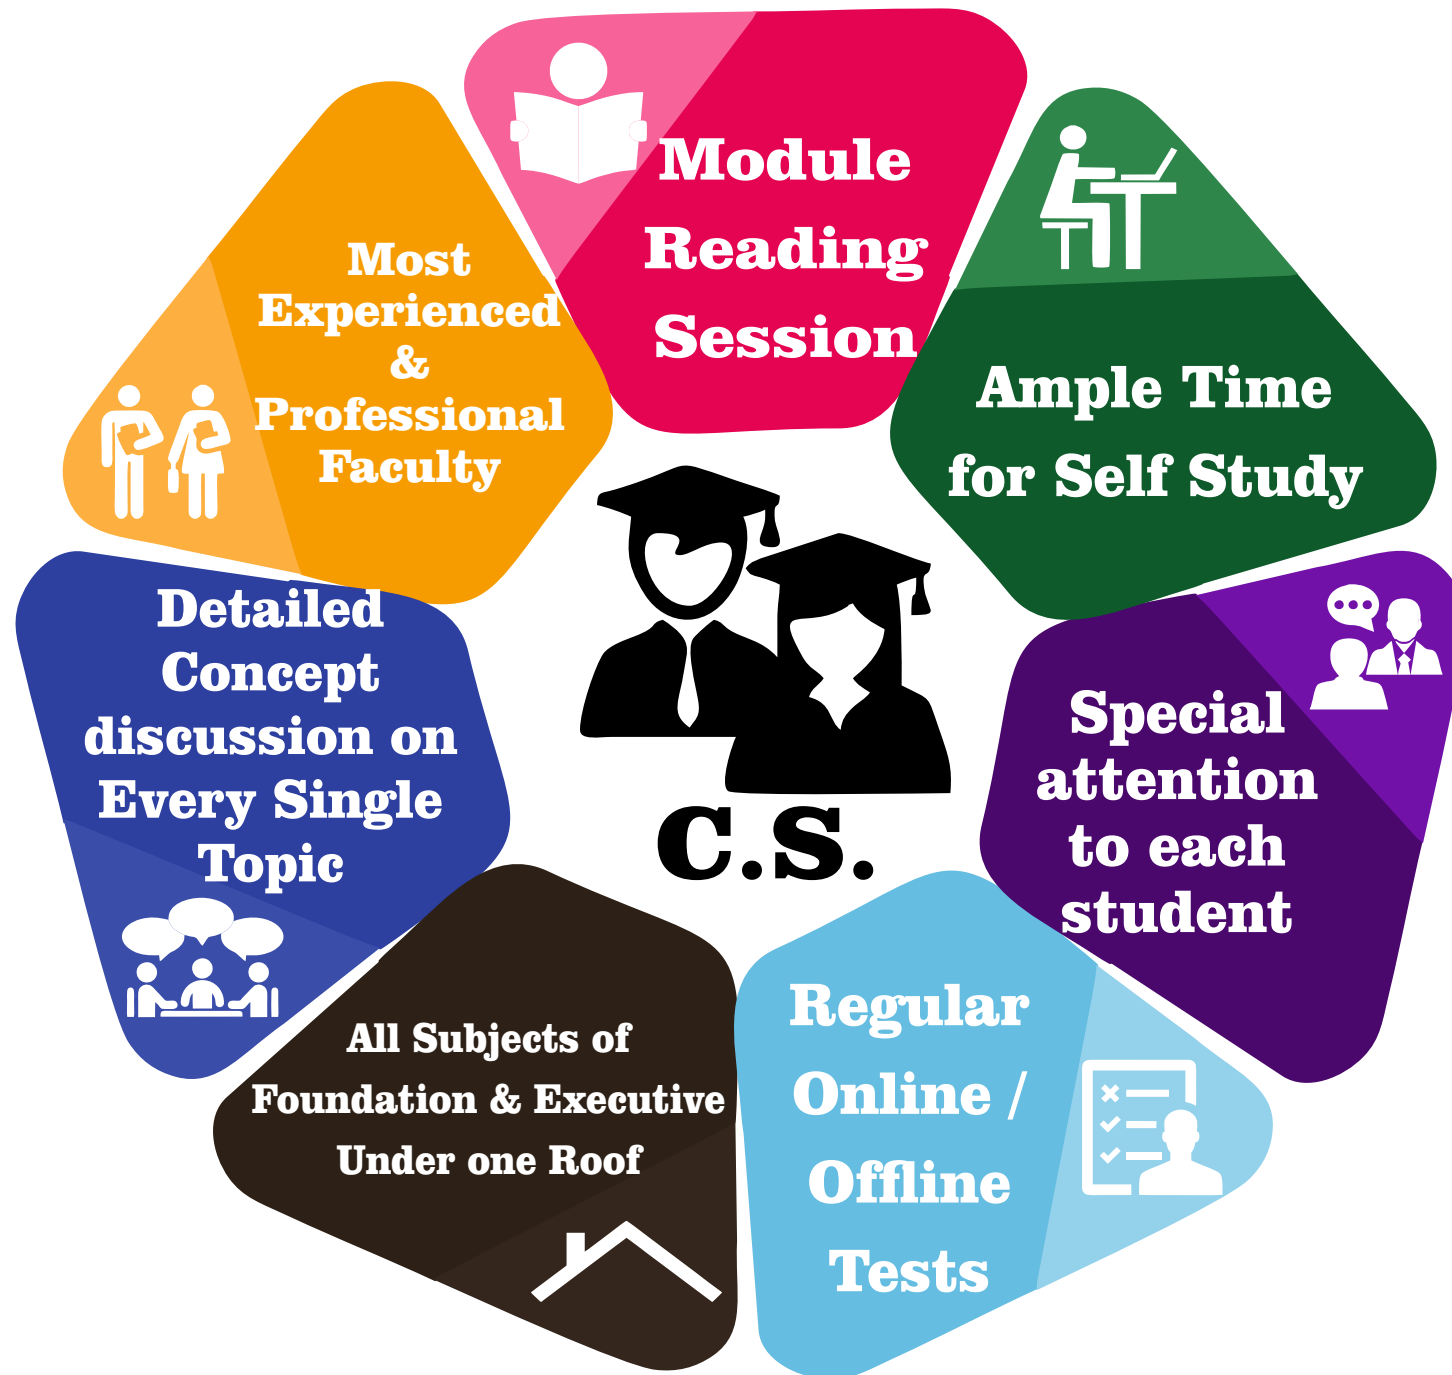 Module
Reading
Session
Ample Time
for Self Study
Special
attention
to each
student
Regular
Online /
Offline
Tests
All Subjects of
Foundation & Executive
Under one Roof
Detailed
Concept
discussion on
Every Single
Topic
Most
Experienced
&
Professional
Faculty
c.s.